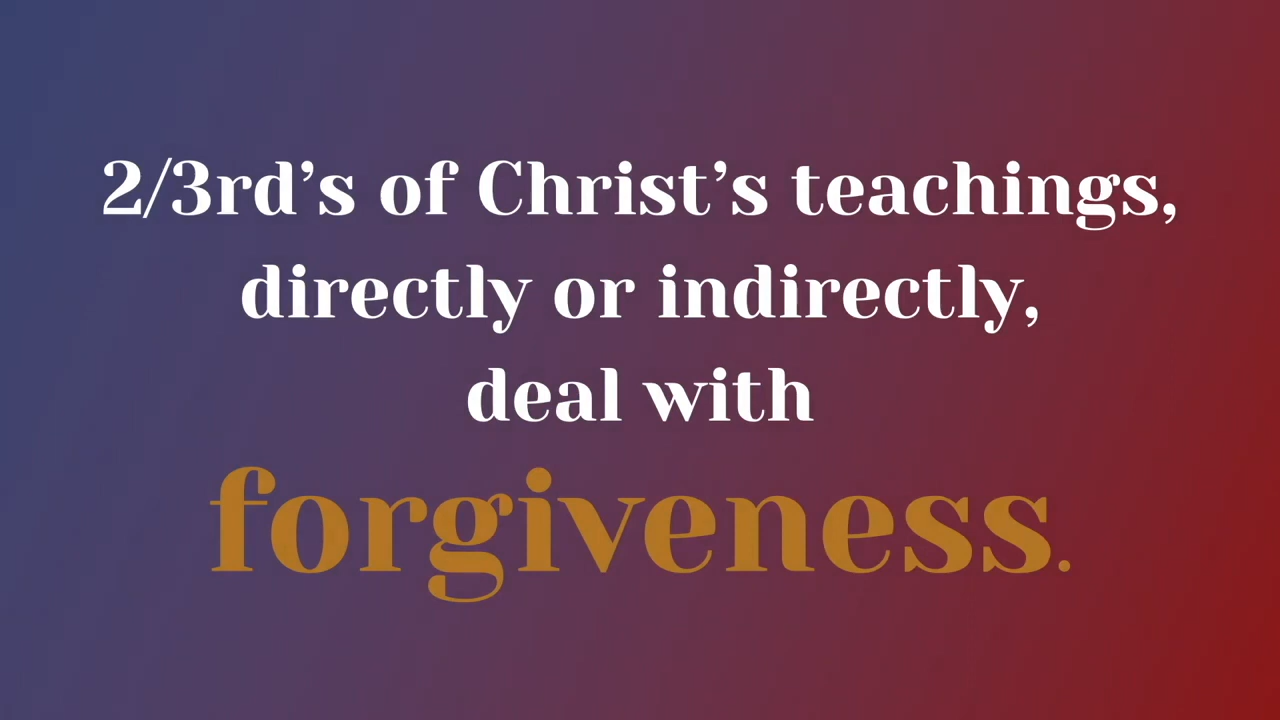 2/3rd’s of Christ’s teachings,
directly or indirectly,
deal with
forgiveness.